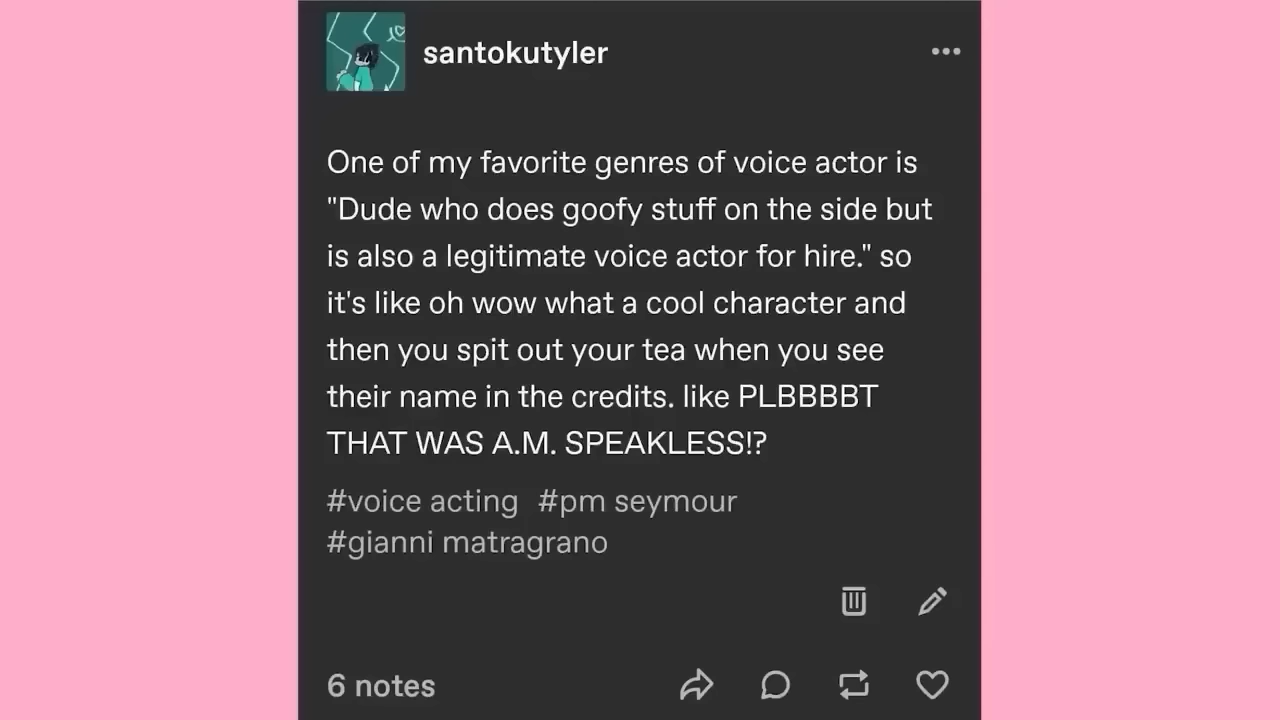 santokutyler
One of my favorite genres of voice actor is
"Dude who does goofy stuff on the side but
is also a legitimate voice actor for hire." so
it's like oh wow what a cool character and
then you spit out your tea when you see
their name in the credits. like PLBBBBT
THAT WAS A.M. SPEAKLESS!?
#voice acting #pm seymour
#gianni matragrano
6 notes